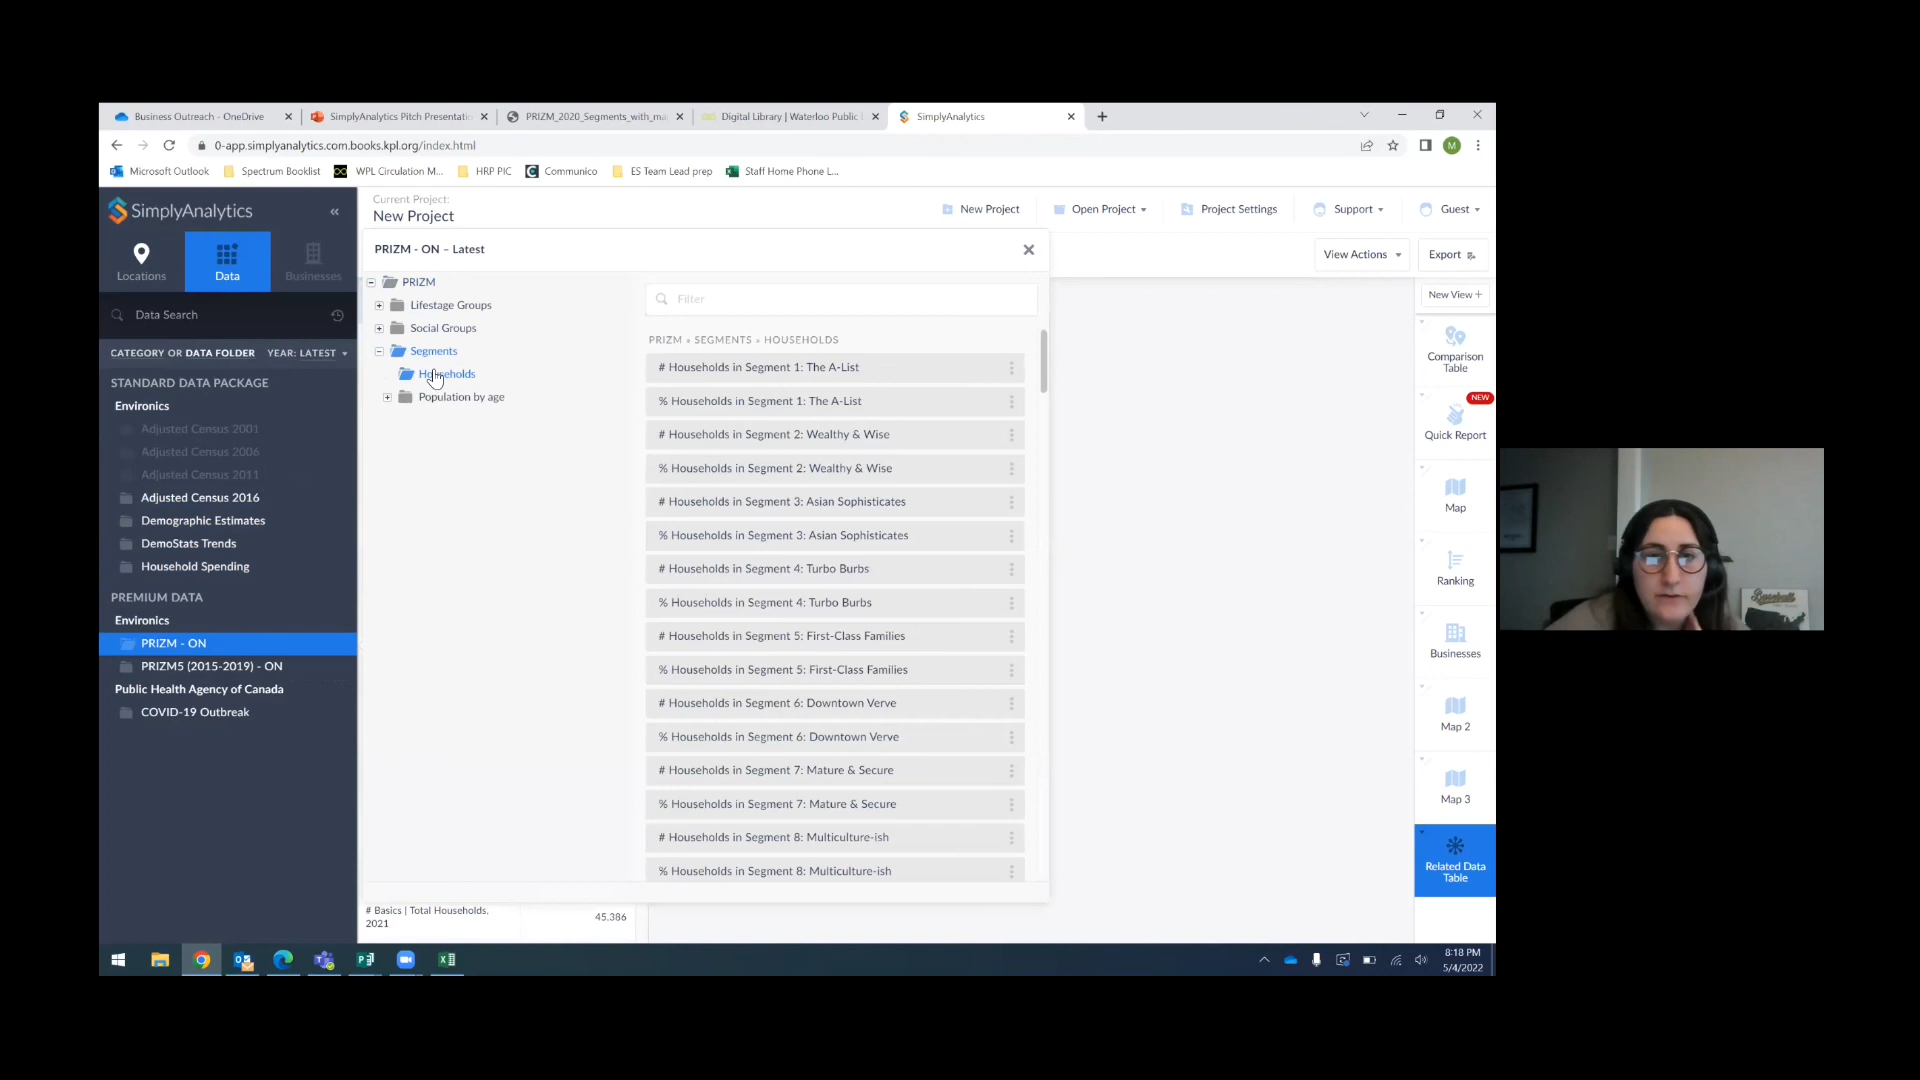 Business Outreach - OneDrive
SimplyAnalytics Pitch Presentatic
PRIZM_2020_Segments_with_ma
Digital Library | Waterloo Public L
SimplyAnalytics
0-app.simplyanalytics.com.books.kpl.org/index.html
M
Microsoft Outlook
Spectrum Booklist
WPL Circulation M...
HRP PIC
Communico
ES Team Lead prep
Staff Home Phone L...
SimplyAnalytics
«
Current Project:
New Project
New Project
Open Project
Project Settings
Support
Guest
Locations
Data
Businesses
PRIZM - ON – Latest
View Actions
Export
Data Search
CATEGORY OR DATA FOLDER
YEAR: LATEST
STANDARD DATA PACKAGE
Environics
Adjusted Census 2001
Adjusted Census 2006
Adjusted Census 2011
Adjusted Census 2016
Demographic Estimates
DemoStats Trends
Household Spending
PREMIUM DATA
Environics
PRIZM - ON
PRIZM5 (2015-2019) - ON
Public Health Agency of Canada
COVID-19 Outbreak
PRIZM
Lifestage Groups
Social Groups
Segments
Households
Population by age
Filter
PRIZM » SEGMENTS » HOUSEHOLDS
# Households in Segment 1: The A-List
% Households in Segment 1: The A-List
# Households in Segment 2: Wealthy & Wise
% Households in Segment 2: Wealthy & Wise
# Households in Segment 3: Asian Sophisticates
% Households in Segment 3: Asian Sophisticates
# Households in Segment 4: Turbo Burbs
% Households in Segment 4: Turbo Burbs
# Households in Segment 5: First-Class Families
% Households in Segment 5: First-Class Families
# Households in Segment 6: Downtown Verve
% Households in Segment 6: Downtown Verve
# Households in Segment 7: Mature & Secure
% Households in Segment 7: Mature & Secure
# Households in Segment 8: Multiculture-ish
% Households in Segment 8: Multiculture-ish
# Basics | Total Households,
2021
45,386
New View +
Comparison
Table
NEW
Quick Report
Map
Ranking
Businesses
Map 2
Map 3
Related Data
Table
Baseball
8:18 PM
5/4/2022